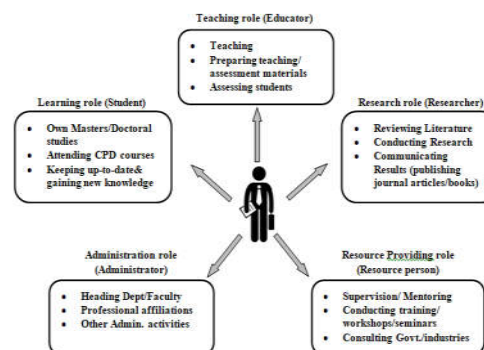 Teaching role (Educator)
• Teaching
• Preparing teaching/
assessment materials
• Assessing students
Learning role (Student)
• Own Masters/Doctoral
studies
• Attending CPD courses
• Keeping up-to-date&
gaining new knowledge
Research role (Researcher)
• Reviewing Literature
• Conducting Research
• Communicating
Results (publishing
journal articles/books)
Administration role
(Administrator)
• Heading Dept/Faculty
• Professional affiliations
• Other Admin. activities
Resource Providing role
(Resource person)
• Supervision/ Mentoring
• Conducting training/
workshops/seminars
• Consulting Govt./industries